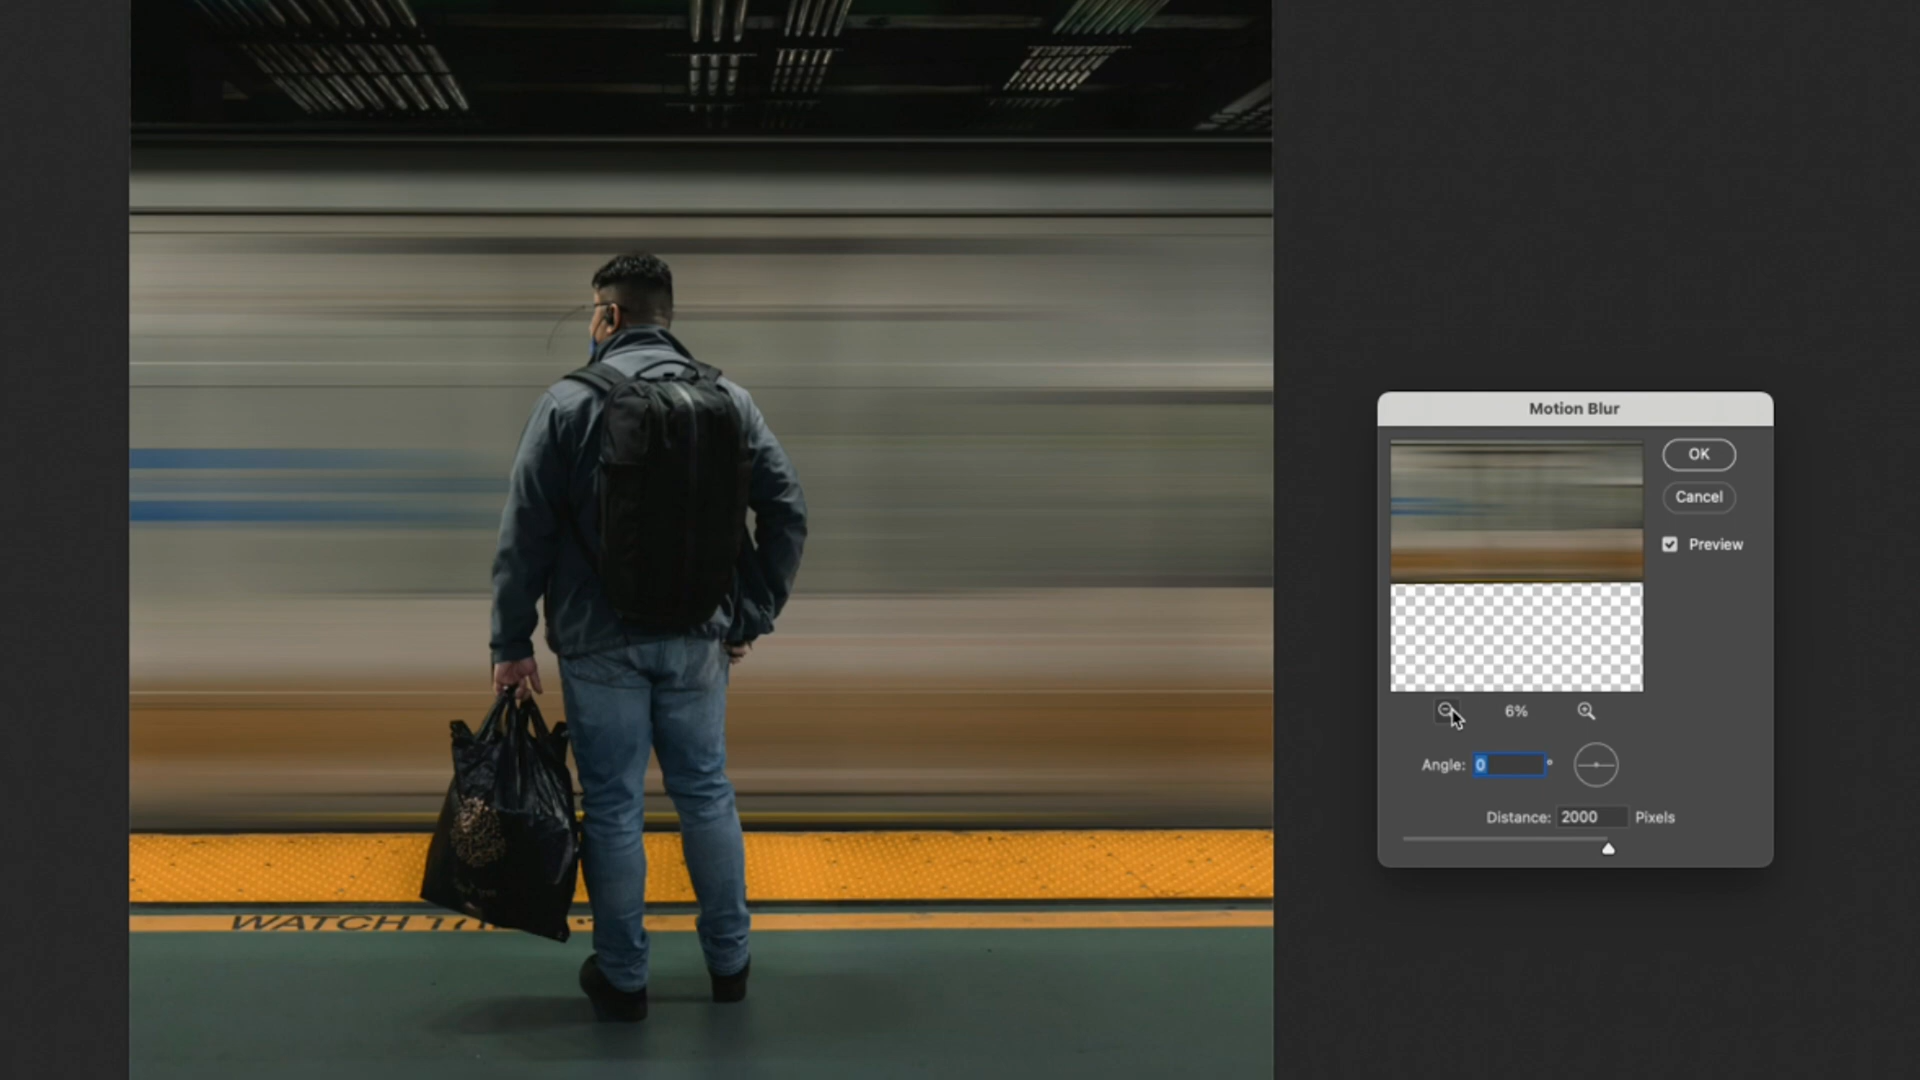 Motion Blur
OK
Cancel
Preview
6%
Angle: 0 °
Distance: 2000 Pixels
WATCH